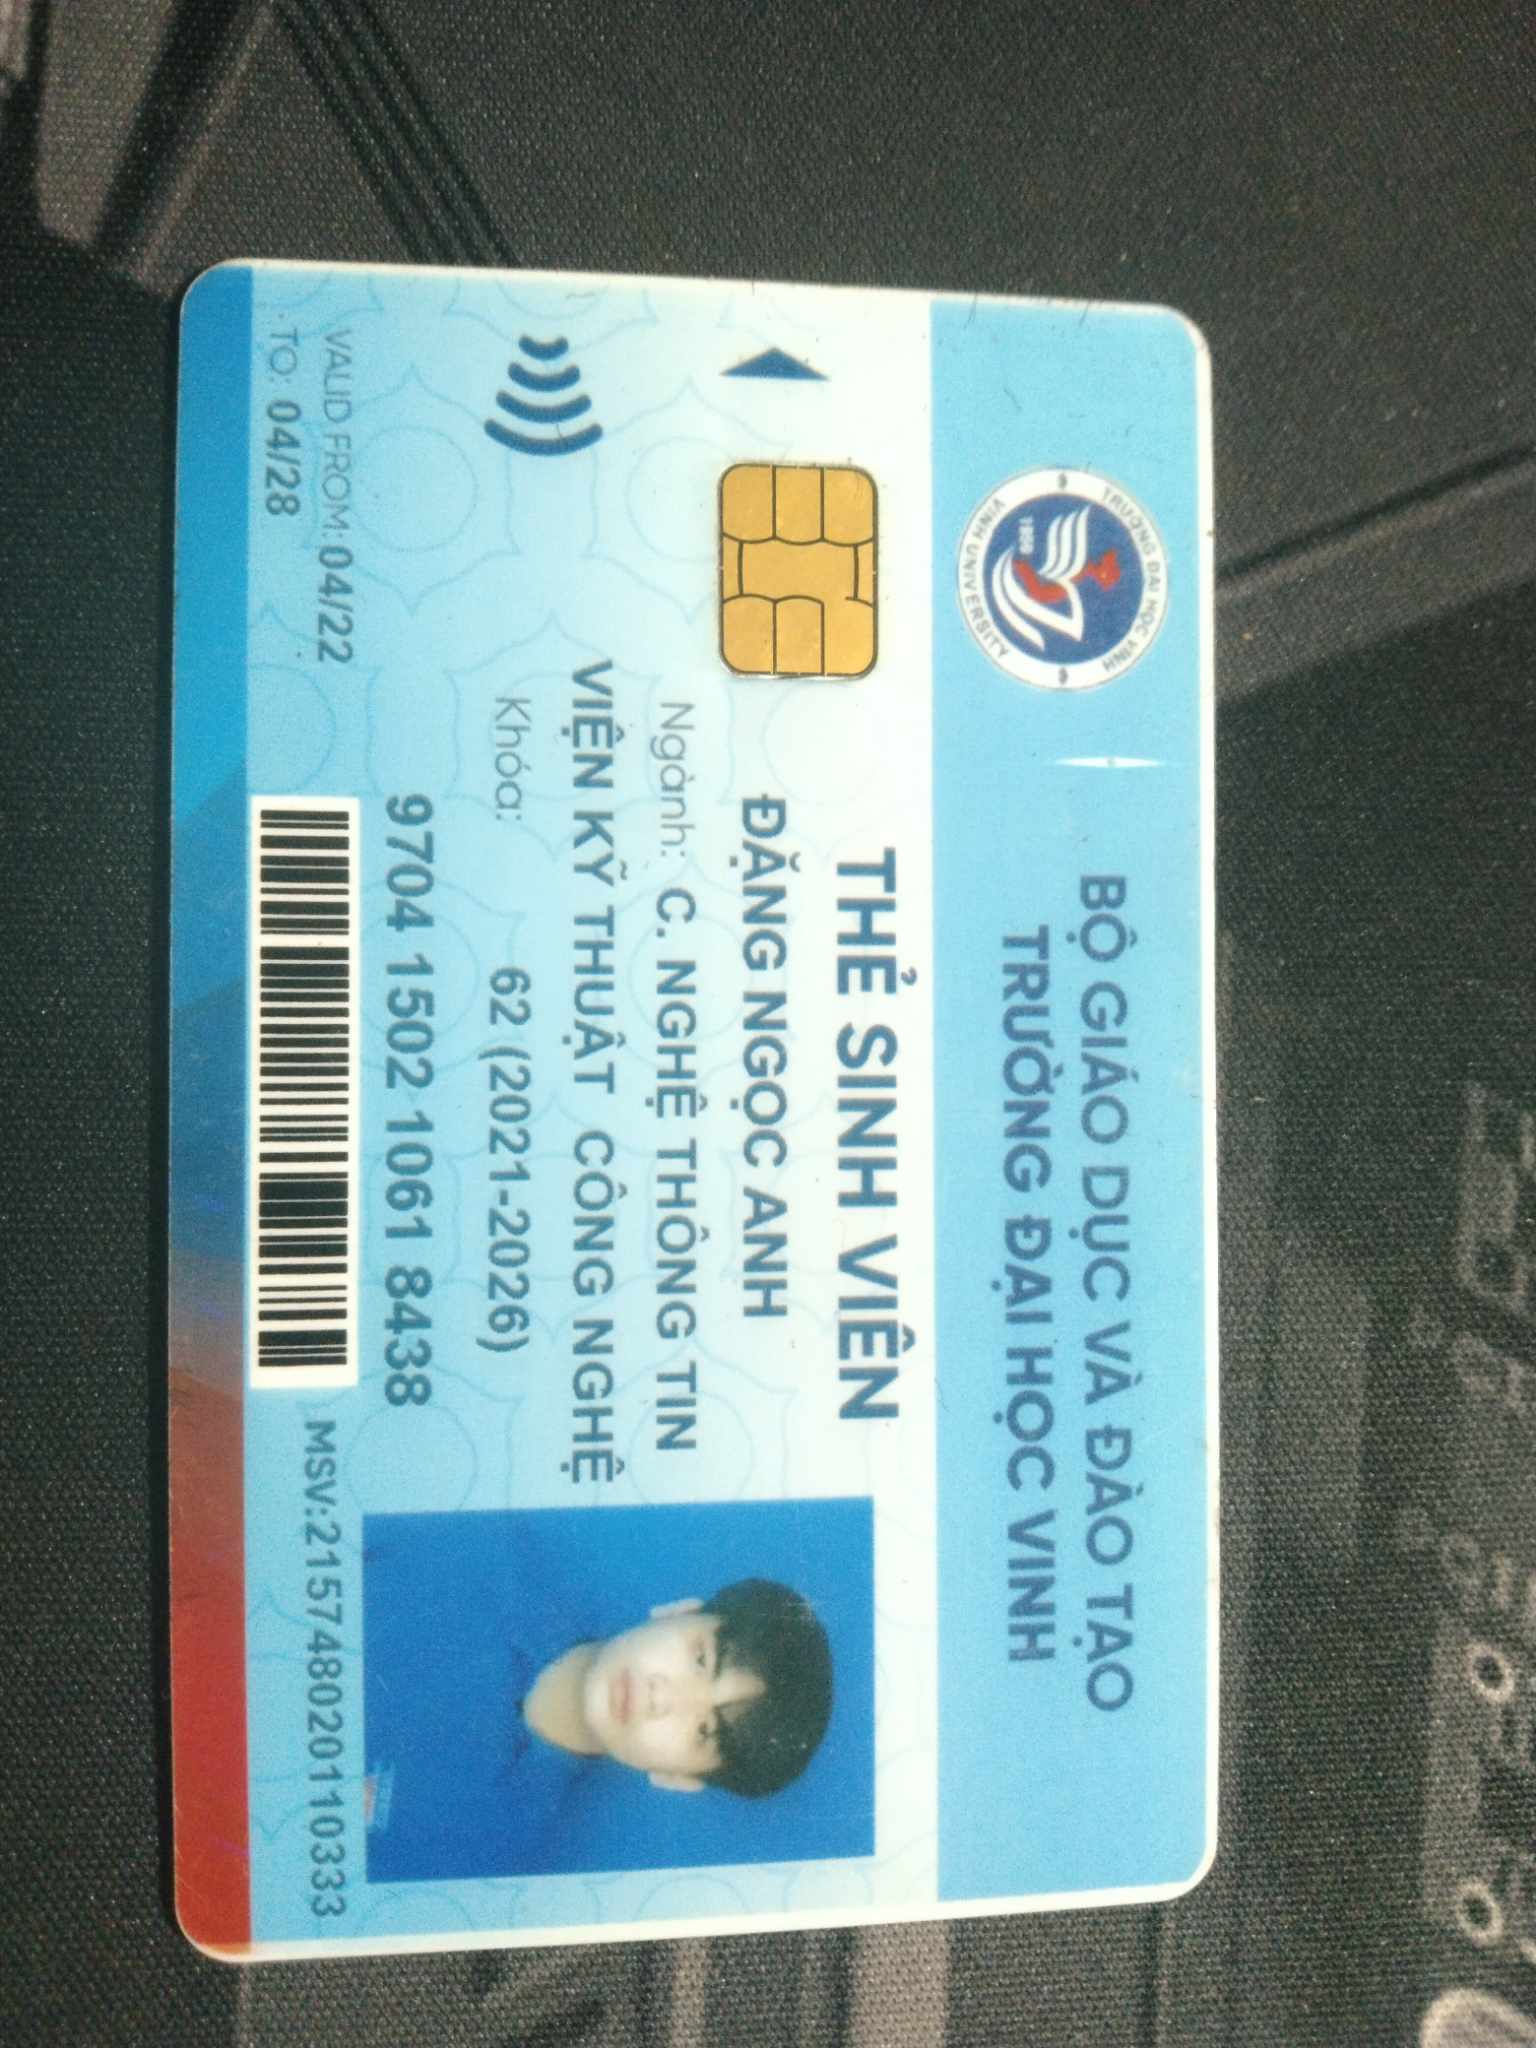 TRƯỜNG ĐẠI HỌC VINH
1959
VINH UNIVERSITY
BỘ GIÁO DỤC VÀ ĐÀO TẠO
TRƯỜNG ĐẠI HỌC VINH
THẺ SINH VIÊN
ĐẶNG NGỌC ANH
Ngành: C. NGHỆ THÔNG TIN
VIỆN KỸ THUẬT CÔNG NGHỆ
Khóa: 62 (2021-2026)
9704 1502 1061 8438
VALID FROM: 04/22
TO: 04/28
MSV:215748020110333